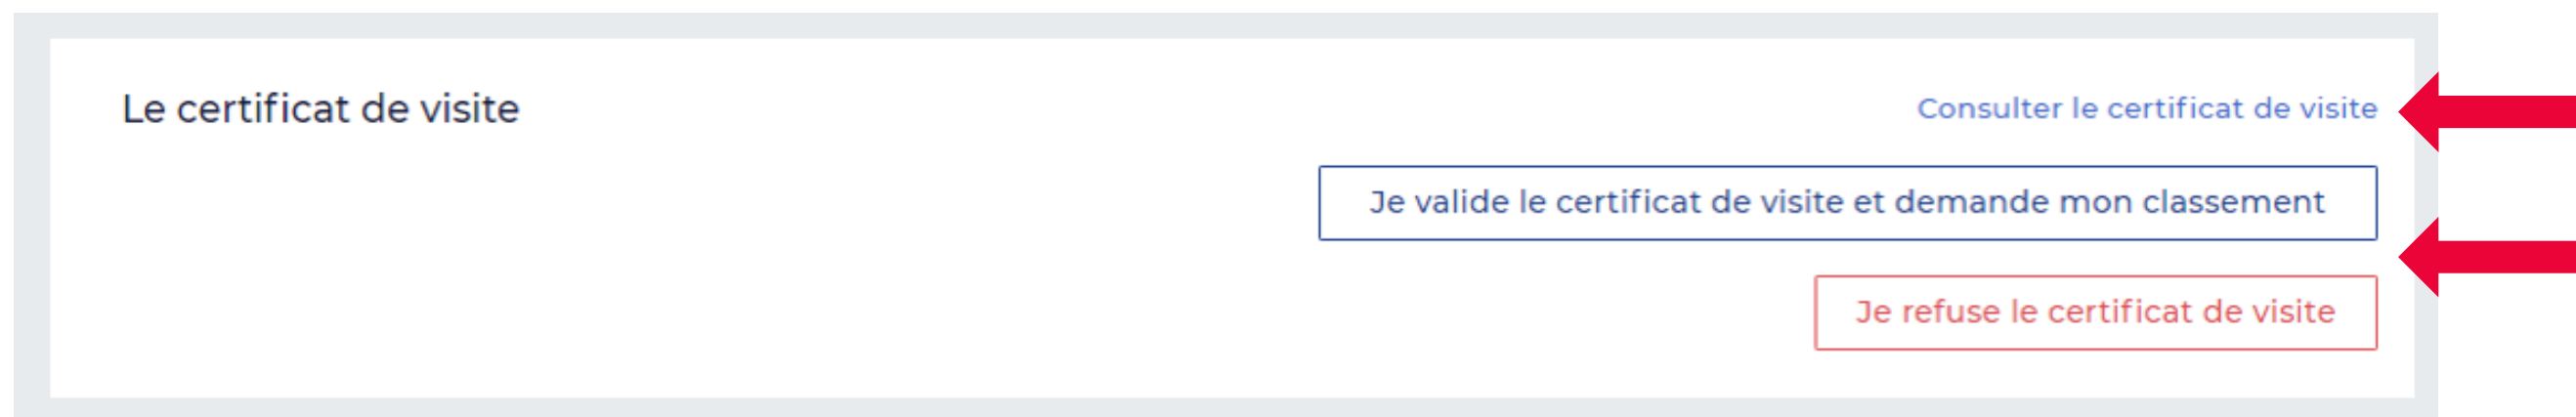 Le certificat de visite
Consulter le certificat de visite
Je valide le certificat de visite et demande mon classement
Je refuse le certificat de visite